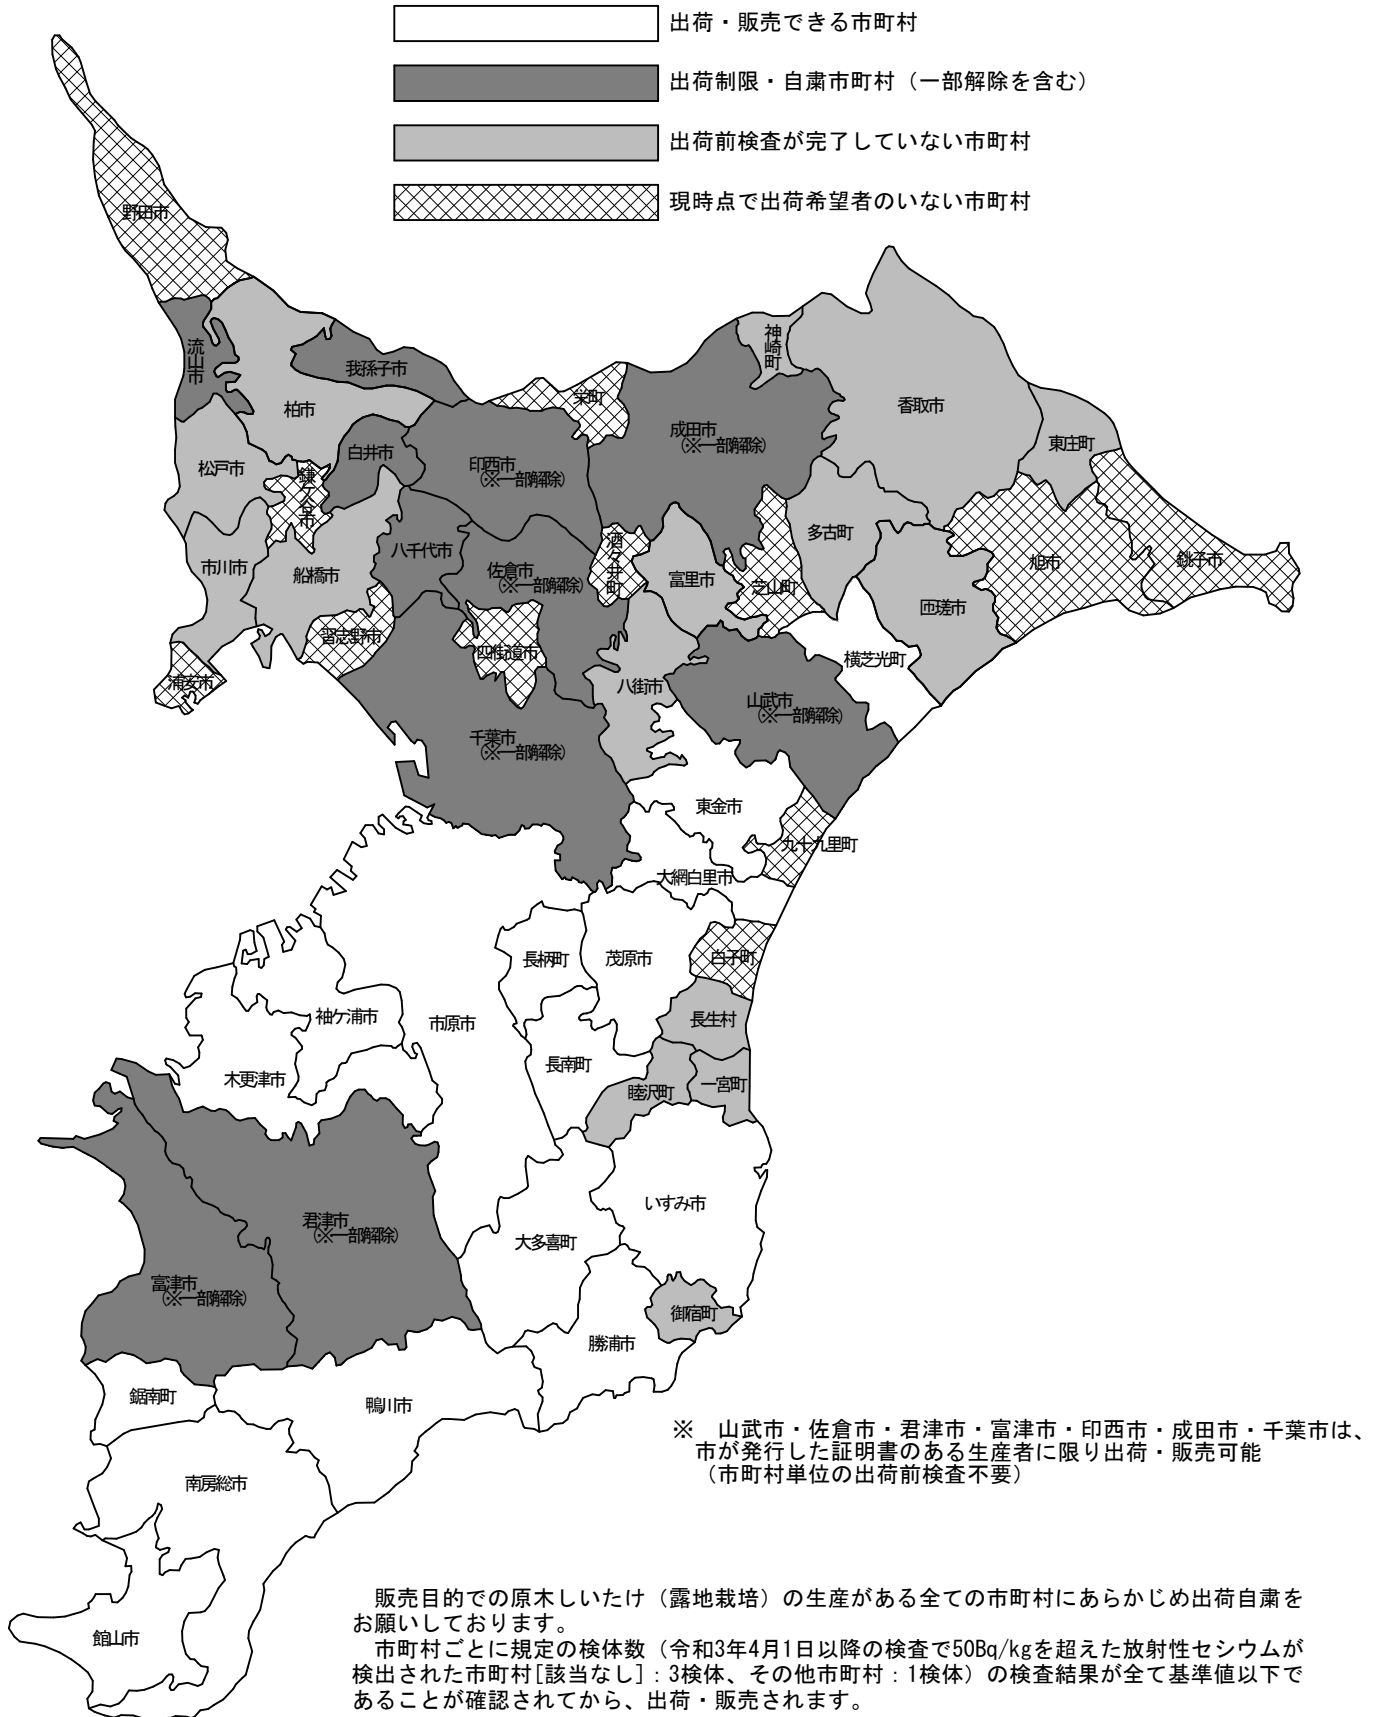 出荷・販売できる市町村
出荷制限・自粛市町村（一部解除を含む）
出荷前検査が完了していない市町村
現時点で出荷希望者のいない市町村
野田市
流山市
我孫子市
柏市
神崎町
香取市
栄町
成田市
（※一部解除）
東庄町
白井市
松戸市
鎌ケ谷市
印西市
（※一部解除）
八千代市
佐倉市
（※一部解除）
酒々井町
富里市
芝山町
多古町
匝瑳市
旭市
銚子市
市川市
船橋市
習志野市
四街道市
浦安市
八街市
横芝光町
山武市
（※一部解除）
千葉市
（※一部解除）
東金市
九十九里町
大網白里市
長柄町
茂原市
白子町
袖ケ浦市
市原市
長生村
長南町
木更津市
睦沢町
一宮町
いすみ市
君津市
（※一部解除）
大多喜町
富津市
（※一部解除）
御宿町
勝浦市
鋸南町
鴨川市
南房総市
館山市
※　山武市・佐倉市・君津市・富津市・印西市・成田市・千葉市は、
市が発行した証明書のある生産者に限り出荷・販売可能
（市町村単位の出荷前検査不要）
販売目的での原木しいたけ（露地栽培）の生産がある全ての市町村にあらかじめ出荷自粛を
お願いしております。
市町村ごとに規定の検体数（令和3年4月1日以降の検査で50Bq/kgを超えた放射性セシウムが
検出された市町村[該当なし]：3検体、その他市町村：1検体）の検査結果が全て基準値以下で
あることが確認されてから、出荷・販売されます。